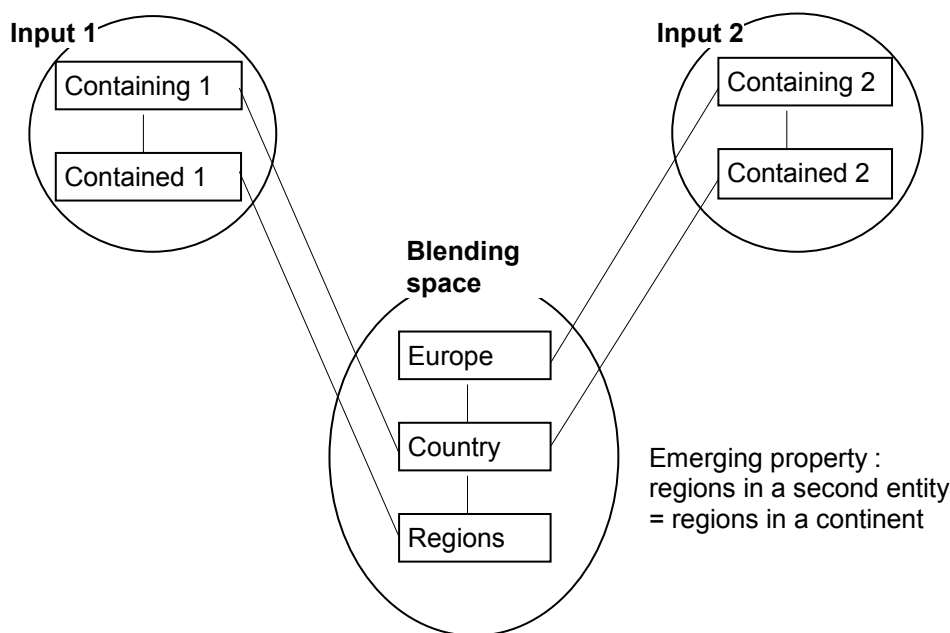 Input 1
Containing 1
Contained 1
Input 2
Containing 2
Contained 2
Blending
space
Europe
Country
Regions
Emerging property :
regions in a second entity
= regions in a continent